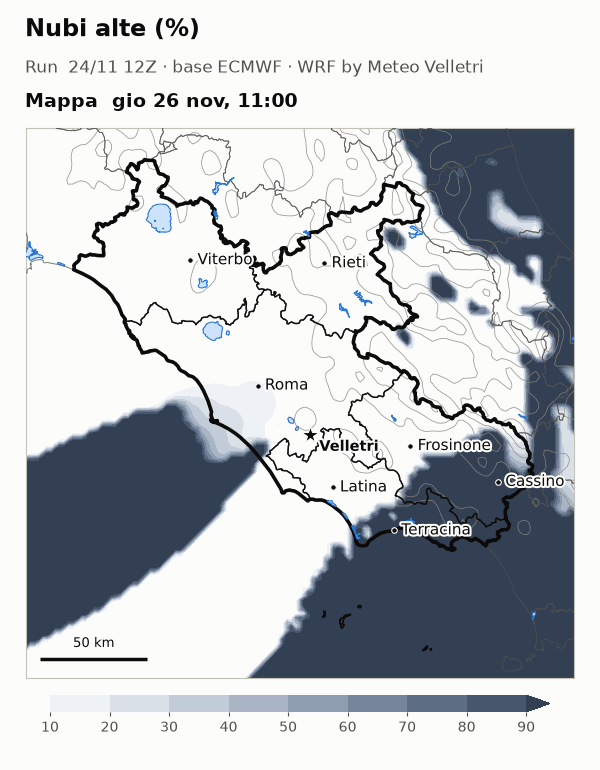 Nubi alte (%)
Run 24/11 12Z · base ECMWF · WRF by Meteo Velletri
Mappa gio 26 nov, 11:00
Viterbo
Rieti
Roma
Velletri
Frosinone
Cassino
Latina
Terracina
50 km
10 20 30 40 50 60 70 80 90